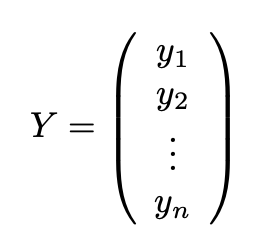 y₁
y₂
Y = ⋮
yₙ